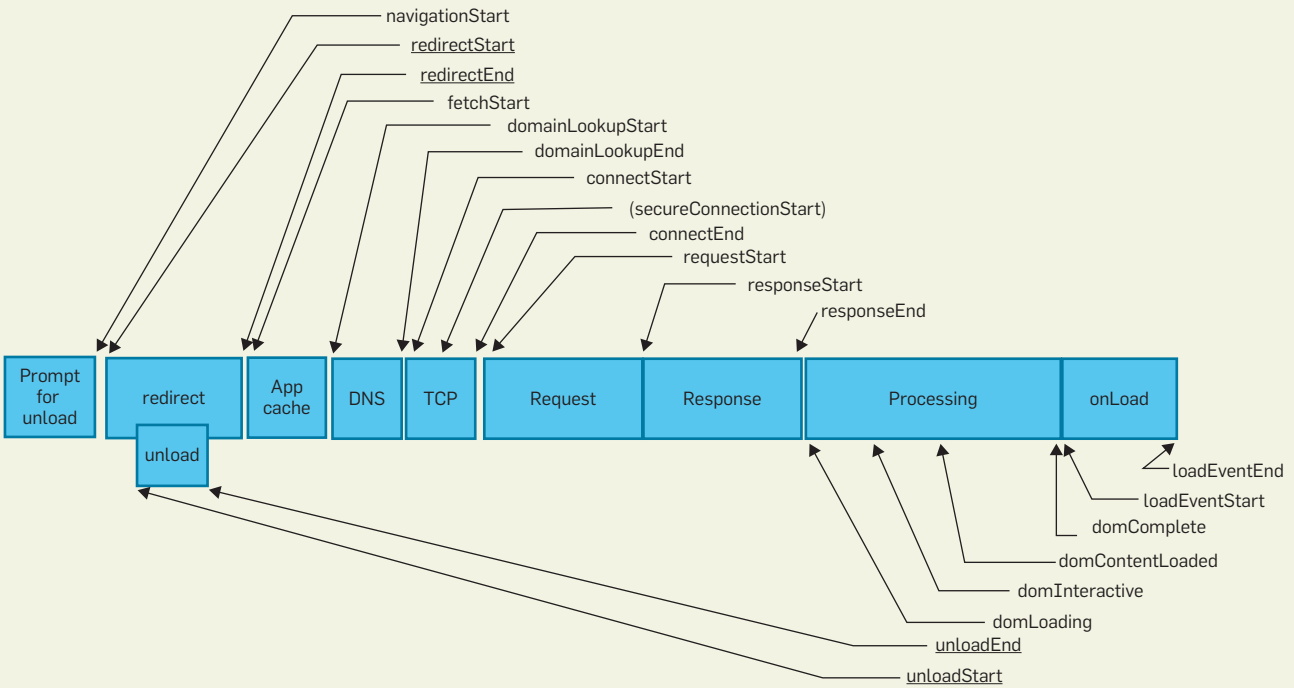 navigationStart
redirectStart
redirectEnd
fetchStart
domainLookupStart
domainLookupEnd
connectStart
(secureConnectionStart)
connectEnd
requestStart
responseStart
responseEnd
Prompt
for
unload
redirect
unload
App
cache
DNS
TCP
Request
Response
Processing
onLoad
loadEventEnd
loadEventStart
domComplete
domContentLoaded
domInteractive
domLoading
unloadEnd
unloadStart